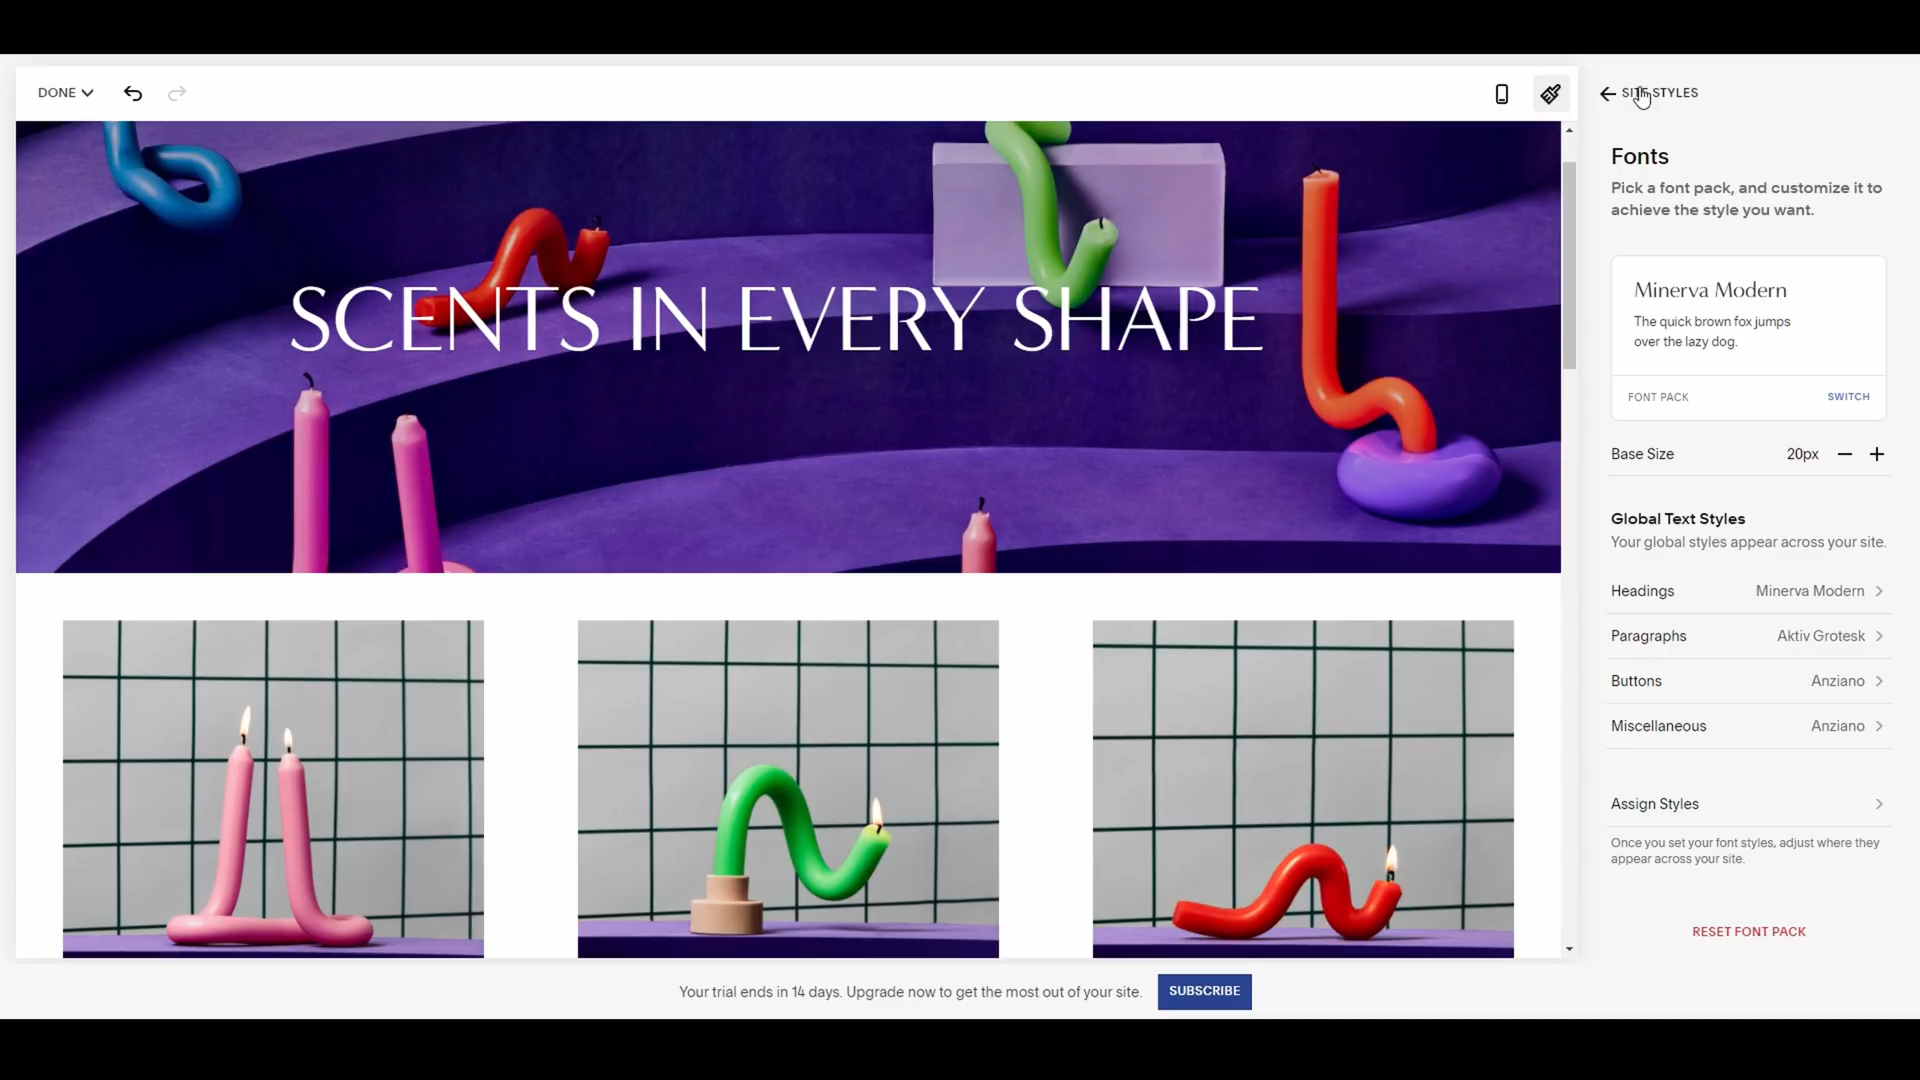 DONE
SITE STYLES
SCENTS IN EVERY SHAPE
Fonts
Pick a font pack, and customize it to
achieve the style you want.
Minerva Modern
The quick brown fox jumps
over the lazy dog.
FONT PACK SWITCH
Base Size 20px
Global Text Styles
Your global styles appear across your site.
Headings Minerva Modern
Paragraphs Aktiv Grotesk
Buttons Anziano
Miscellaneous Anziano
Assign Styles
Once you set your font styles, adjust where they
appear across your site.
RESET FONT PACK
Your trial ends in 14 days. Upgrade now to get the most out of your site. SUBSCRIBE